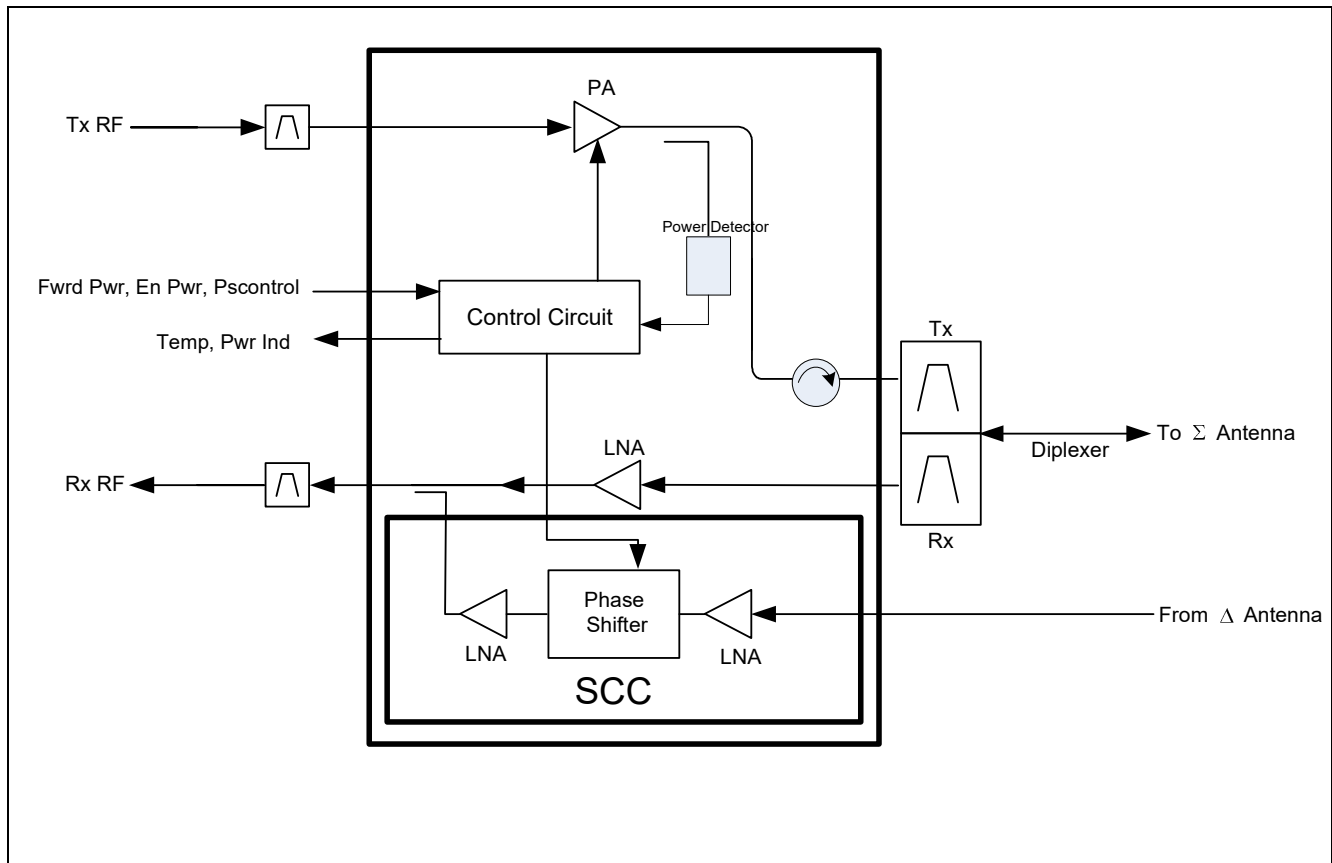 PA
Tx RF
Power Detector
Fwrd Pwr, En Pwr, Pscontrol
Control Circuit
Temp, Pwr Ind
Tx
To Σ Antenna
Diplexer
LNA
Rx RF
Rx
Phase
Shifter
From Δ Antenna
LNA
LNA
SCC